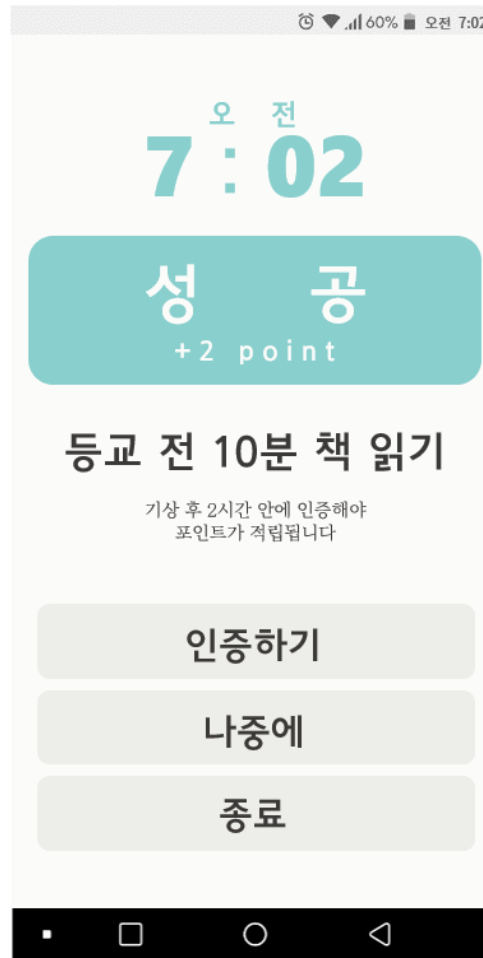 60% 오전 7:02
오 전
7 : 02
성 공
+2 point
등교 전 10분 책 읽기
기상 후 2시간 안에 인증해야
포인트가 적립됩니다
인증하기
나중에
종료